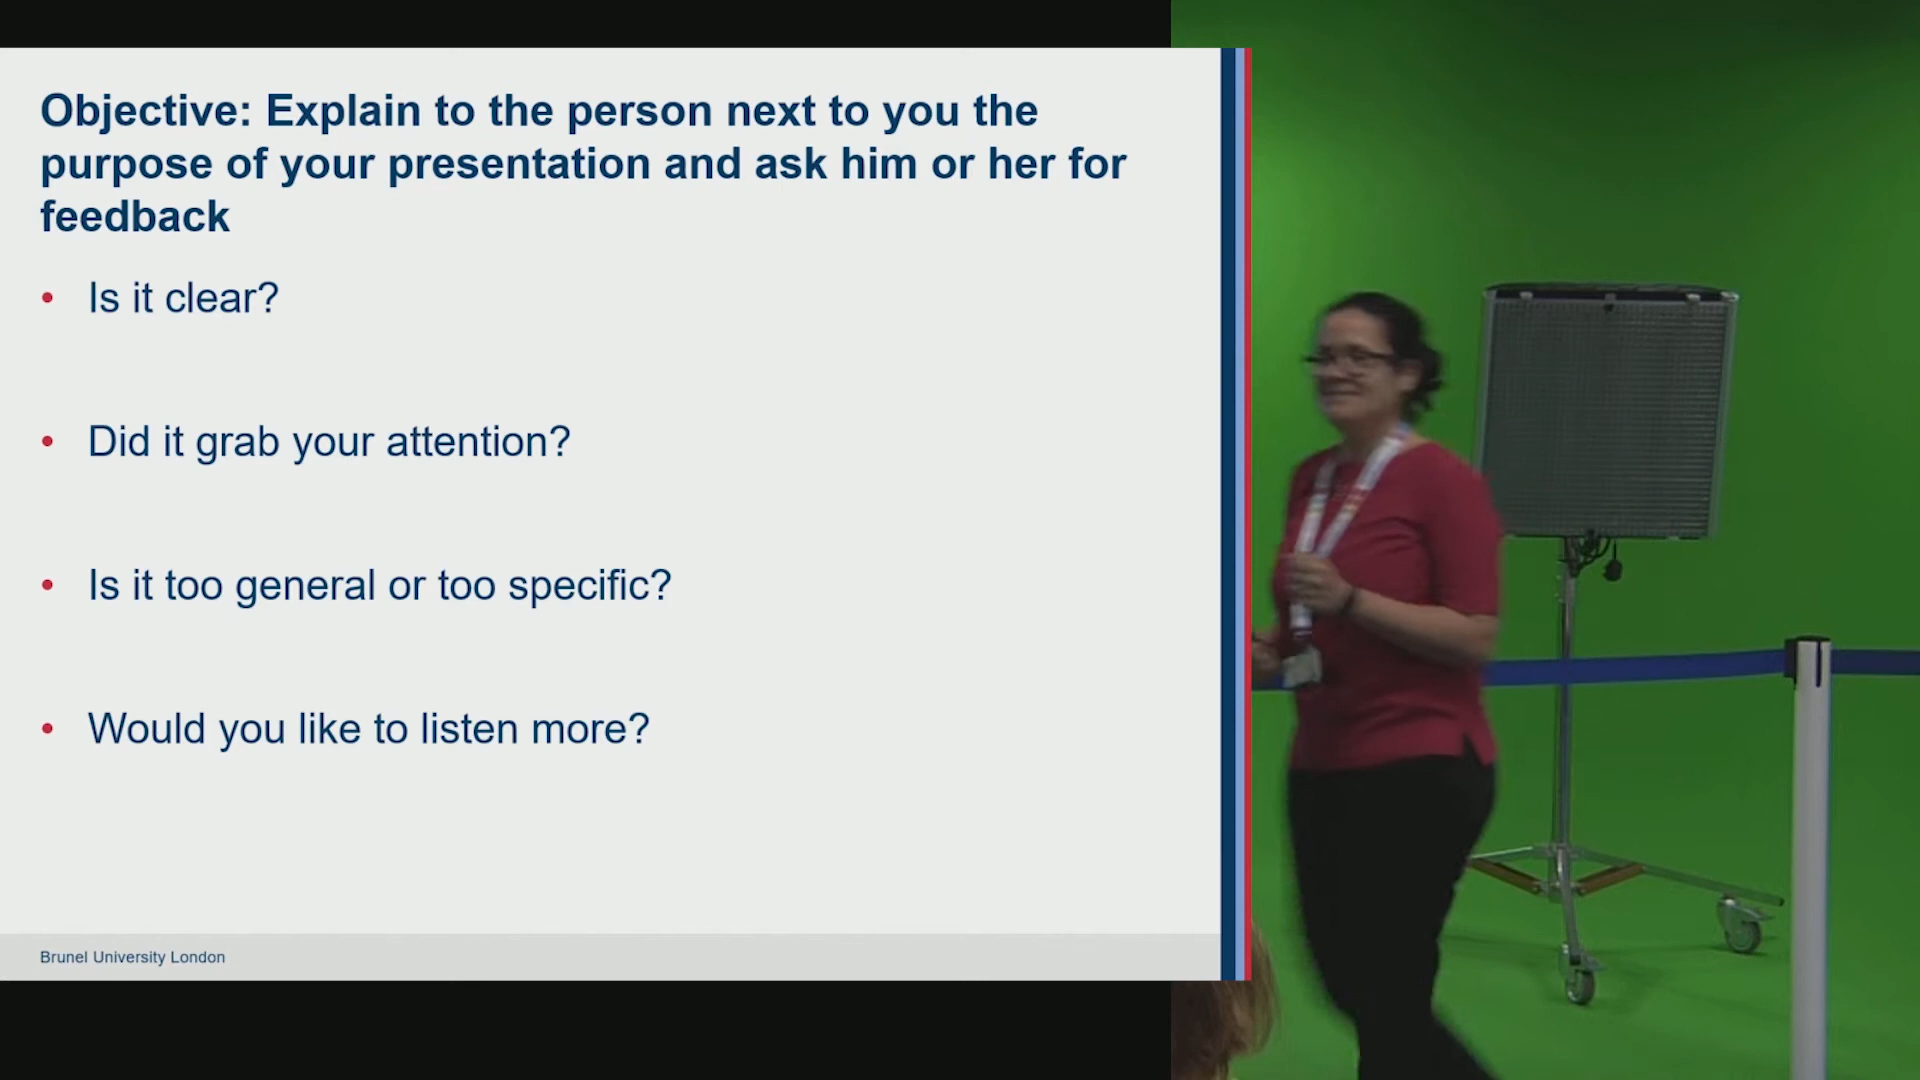 Objective: Explain to the person next to you the
purpose of your presentation and ask him or her for
feedback
• Is it clear?
• Did it grab your attention?
• Is it too general or too specific?
• Would you like to listen more?
Brunel University London